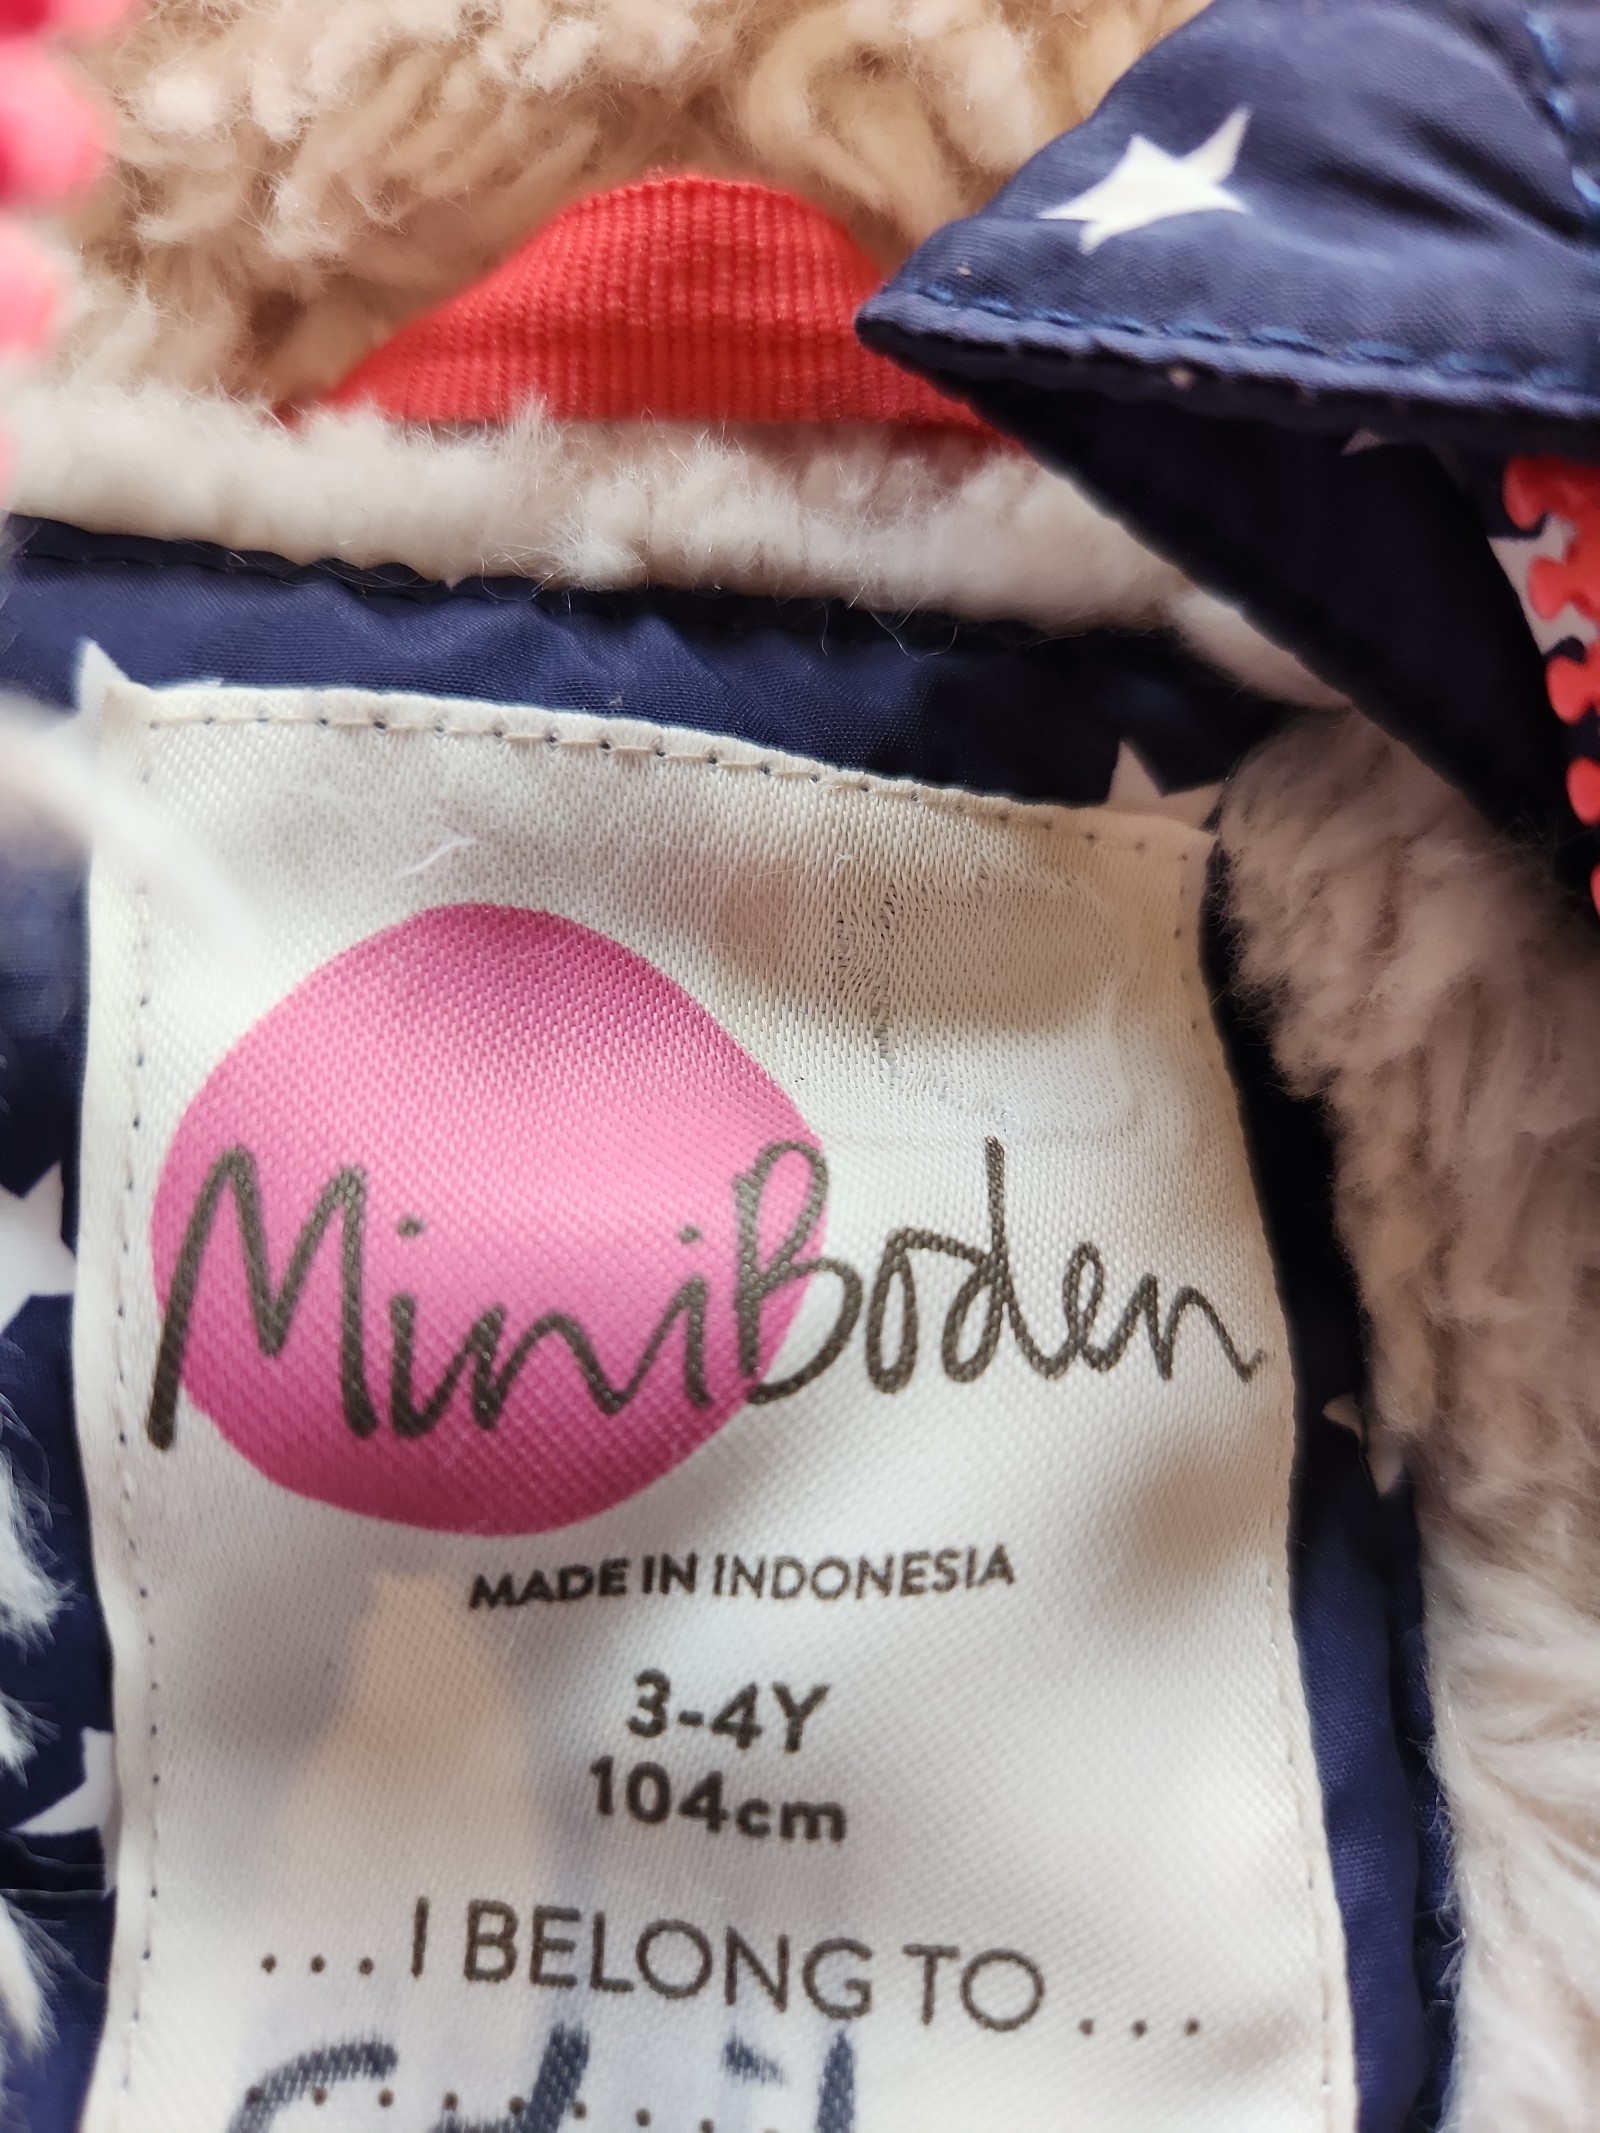 MiniBoden
MADE IN INDONESIA
3-4Y
104cm
...I BELONG TO...